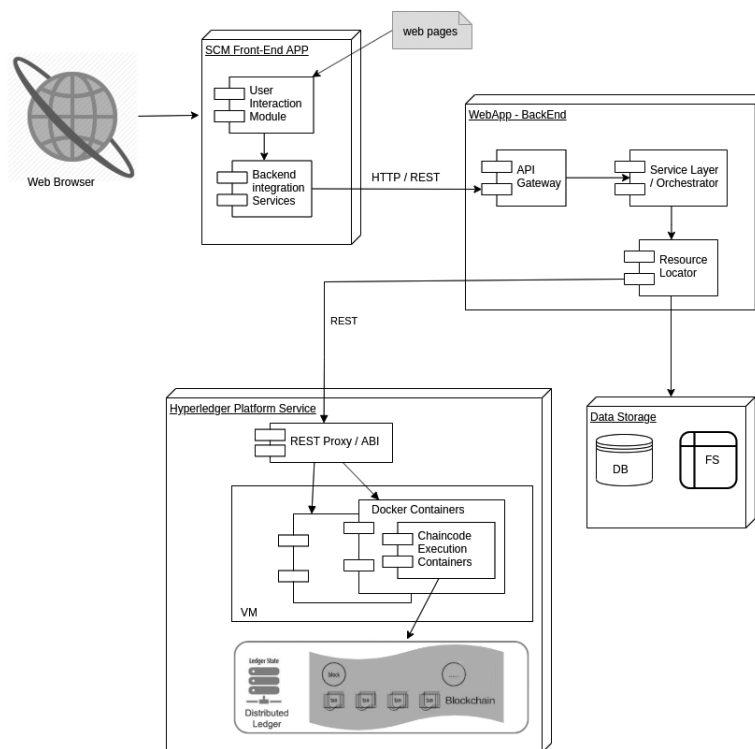 web pages
SCM Front-End APP
User
Interaction
Module
Web Browser
Backend
integration
Services
HTTP / REST
WebApp - BackEnd
API
Gateway
Service Layer
/ Orchestrator
Resource
Locator
REST
Hyperledger Platform Service
REST Proxy / ABI
Data Storage
DB
FS
Docker Containers
Chaincode
Execution
Containers
VM
Ledger State
Distributed
Ledger
block
......
Blockchain